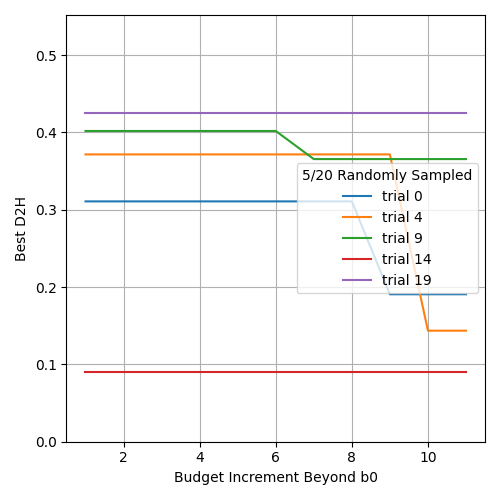 0.5
0.4
0.3
0.2
0.1
0.0
Best D2H
5/20 Randomly Sampled
trial 0
trial 4
trial 9
trial 14
trial 19
2 4 6 8 10
Budget Increment Beyond b0